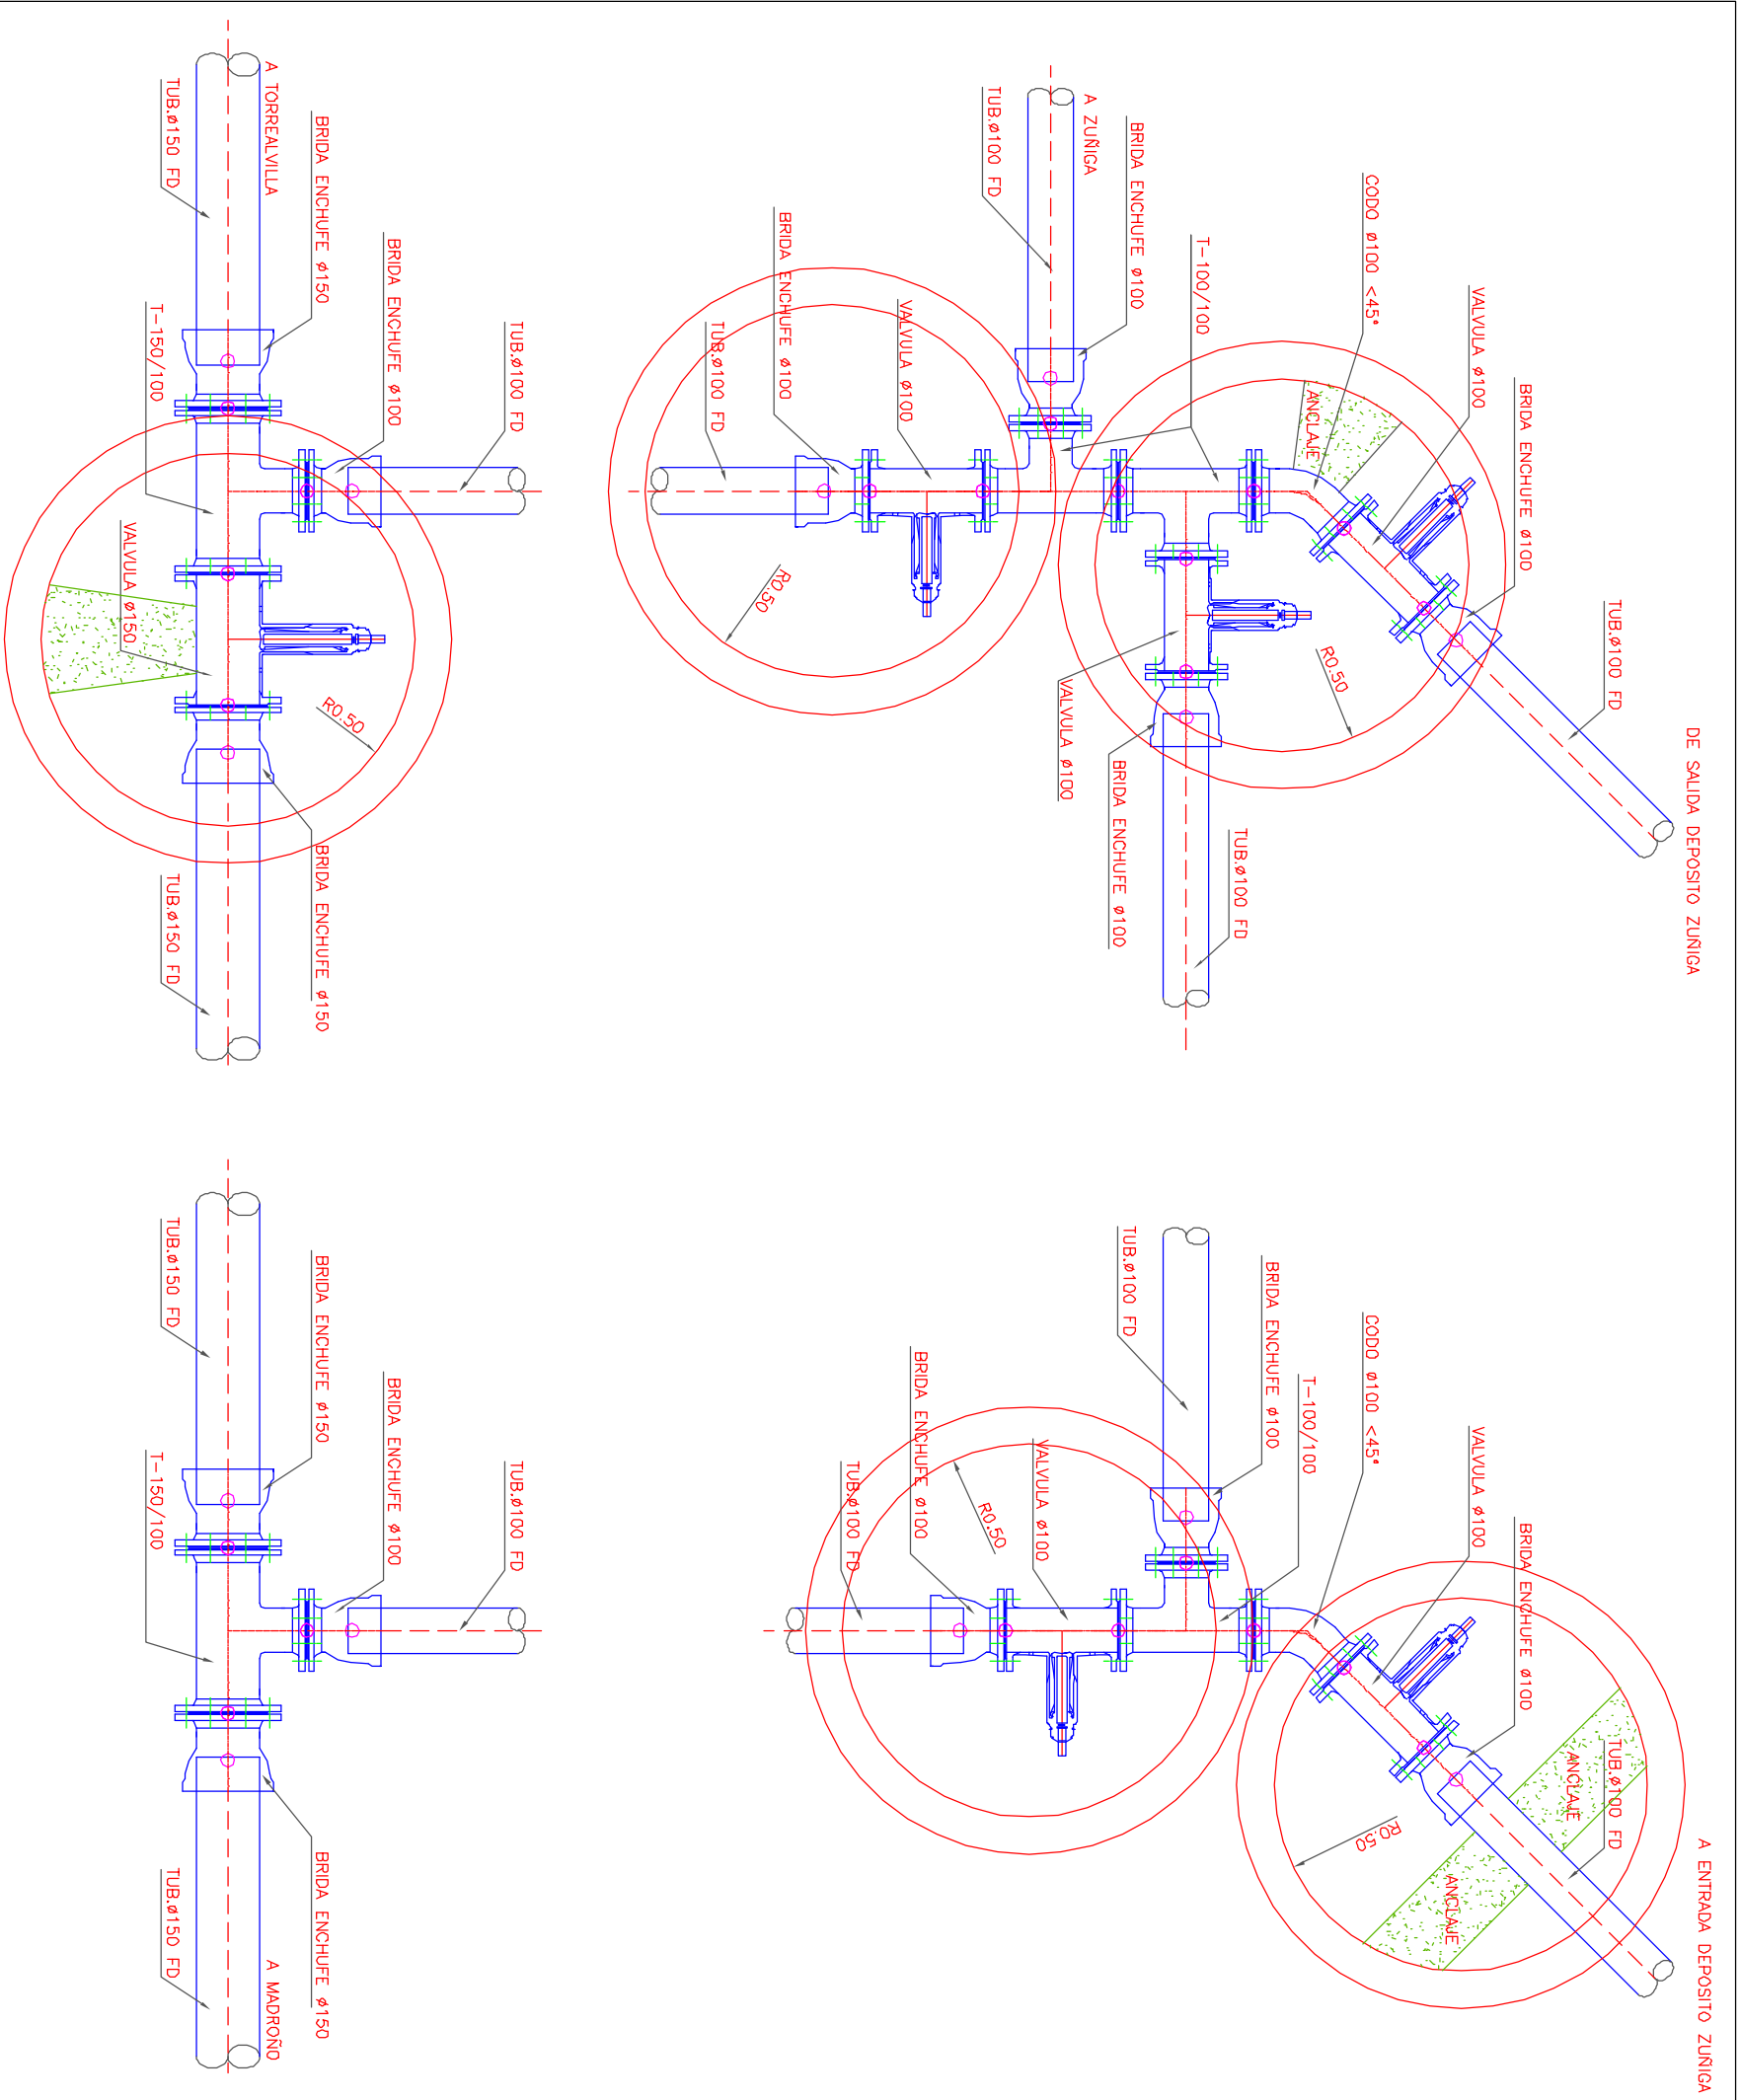 DE SALIDA DEPOSITO ZUÑIGA
TUB.ø100 FD
BRIDA ENCHUFE ø100
VALVULA ø100
CODO ø100 <45°
R0.50
ANCLAJE
TUB.ø100 FD
T-100/100
BRIDA ENCHUFE ø100
BRIDA ENCHUFE ø100
A ZUÑIGA
VALVULA ø100
TUB.ø100 FD
VALVULA ø100
BRIDA ENCHUFE ø100
R0.50
TUB.ø100 FD
A ENTRADA DEPOSITO ZUÑIGA
TUB.ø100 FD
ANCLAJE
BRIDA ENCHUFE ø100
VALVULA ø100
ANCLAJE
R0.50
CODO ø100 <45°
T-100/100
BRIDA ENCHUFE ø100
TUB.ø100 FD
VALVULA ø100
R0.50
BRIDA ENCHUFE ø100
TUB.ø100 FD
TUB.ø100 FD
BRIDA ENCHUFE ø100
BRIDA ENCHUFE ø150
R0.50
BRIDA ENCHUFE ø150
A TORREALVILLA
TUB.ø150 FD
T-150/100
VALVULA ø150
TUB.ø150 FD
TUB.ø100 FD
BRIDA ENCHUFE ø100
BRIDA ENCHUFE ø150
BRIDA ENCHUFE ø150
A MADROÑO
TUB.ø150 FD
T-150/100
TUB.ø150 FD